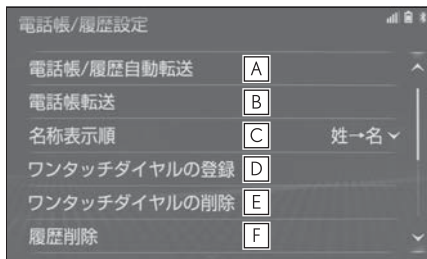 電話帳/履歴設定
電話帳/履歴自動転送 A
電話帳転送 B
名称表示順 C 姓→名
ワンタッチダイヤルの登録 D
ワンタッチダイヤルの削除 E
履歴削除 F